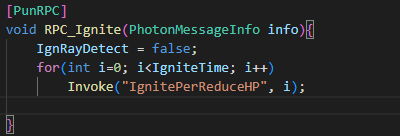 [PunRPC]
void RPC_Ignite(PhotonMessageInfo info){
    IgnRayDetect = false;
    for(int i=0; i<IgniteTime; i++)
        Invoke("IgnitePerReduceHP", i);
}